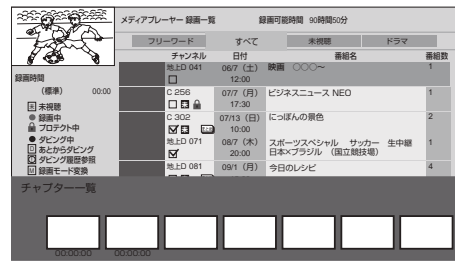 メディアプレーヤー 録画一覧 録画可能時間 90時間50分
フリーワード すべて 未視聴 ドラマ
チャンネル 日付 番組名 番組数
地上D 041 06/7 (土) 映画 ○○○～ 1
12:00
録画時間
(標準) 00:00
C 256 07/7 (月) ビジネスニュース NEO 1
未 17:30
未 未視聴
● 録画中
プロテクト中
● ダビング中
D あとからダビング
ダビング履歴参照
M 録画モード変換
C 302 07/13 (日) にっぽんの景色 2
未 10:00
地上D 071 08/7 (木) スポーツスペシャル サッカー 生中継 1
20:00 日本×ブラジル (国立競技場)
地上D 081 09/1 (月) 今日のレシピ 4
チャプター一覧
00:00:00 00:00:00